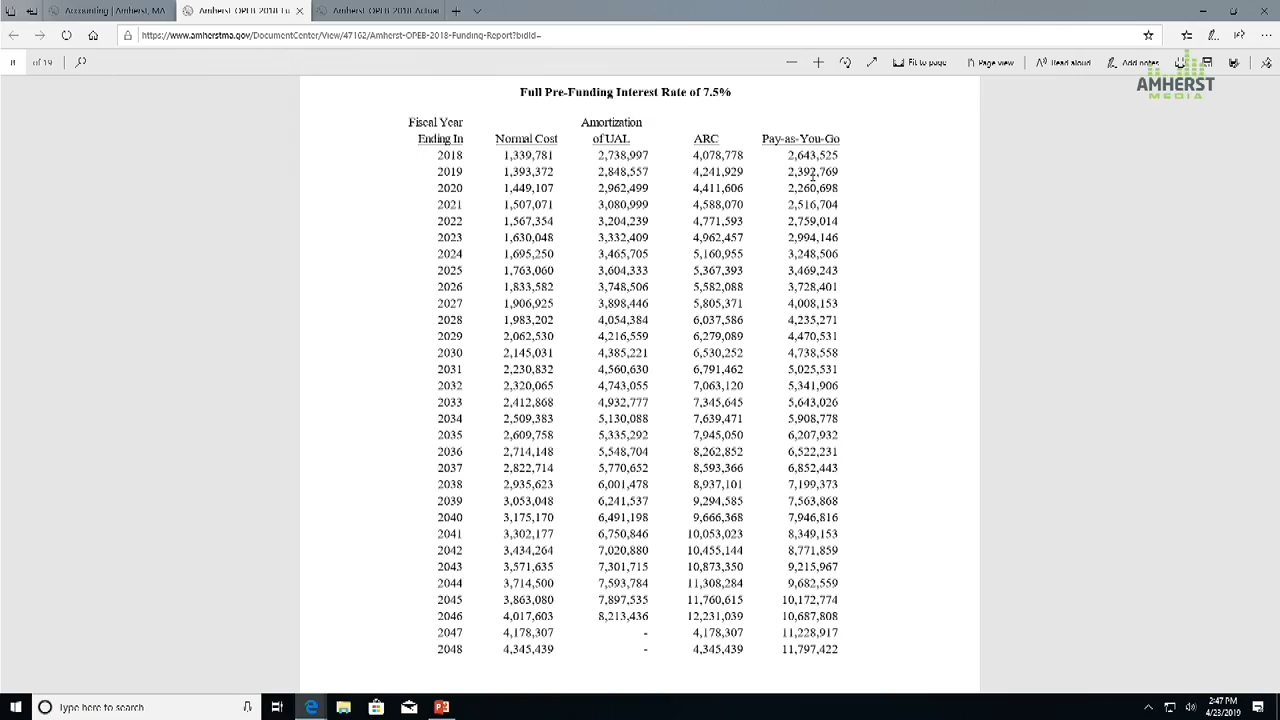 Accounting | Amherst, MA
Amherst-OPEB-2018-Fu
Amherst OPEB 2018 Actua
https://www.amherstma.gov/DocumentCenter/View/47162/Amherst-OPEB-2018-Funding-Report?bidId=
of 19
Fit to page
Page view
Read aloud
Add notes
AMHERST
MEDIA
Full Pre-Funding Interest Rate of 7.5%
Fiscal Year Amortization
Ending In Normal Cost of UAL ARC Pay-as-You-Go
2018 1,339,781 2,738,997 4,078,778 2,643,525
2019 1,393,372 2,848,557 4,241,929 2,392,769
2020 1,449,107 2,962,499 4,411,606 2,260,698
2021 1,507,071 3,080,999 4,588,070 2,516,704
2022 1,567,354 3,204,239 4,771,593 2,759,014
2023 1,630,048 3,332,409 4,962,457 2,994,146
2024 1,695,250 3,465,705 5,160,955 3,248,506
2025 1,763,060 3,604,333 5,367,393 3,469,243
2026 1,833,582 3,748,506 5,582,088 3,728,401
2027 1,906,925 3,898,446 5,805,371 4,008,153
2028 1,983,202 4,054,384 6,037,586 4,235,271
2029 2,062,530 4,216,559 6,279,089 4,470,531
2030 2,145,031 4,385,221 6,530,252 4,738,558
2031 2,230,832 4,560,630 6,791,462 5,025,531
2032 2,320,065 4,743,055 7,063,120 5,341,906
2033 2,412,868 4,932,777 7,345,645 5,643,026
2034 2,509,383 5,130,088 7,639,471 5,908,778
2035 2,609,758 5,335,292 7,945,050 6,207,932
2036 2,714,148 5,548,704 8,262,852 6,522,231
2037 2,822,714 5,770,652 8,593,366 6,852,443
2038 2,935,623 6,001,478 8,937,101 7,199,373
2039 3,053,048 6,241,537 9,294,585 7,563,868
2040 3,175,170 6,491,198 9,666,368 7,946,816
2041 3,302,177 6,750,846 10,053,023 8,349,153
2042 3,434,264 7,020,880 10,455,144 8,771,859
2043 3,571,635 7,301,715 10,873,350 9,215,967
2044 3,714,500 7,593,784 11,308,284 9,682,559
2045 3,863,080 7,897,535 11,760,615 10,172,774
2046 4,017,603 8,213,436 12,231,039 10,687,808
2047 4,178,307 - 4,178,307 11,228,917
2048 4,345,439 - 4,345,439 11,797,422
Type here to search
2:47 PM
4/23/2019